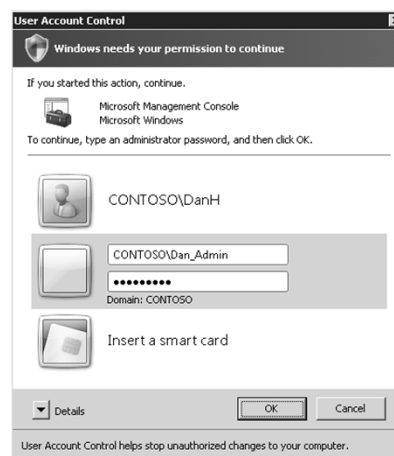 User Account Control
Windows needs your permission to continue
If you started this action, continue.
Microsoft Management Console
Microsoft Windows
To continue, type an administrator password, and then click OK.
CONTOSO\DanH
CONTOSO\Dan_Admin
•••••••••
Domain: CONTOSO
Insert a smart card
Details
OK
Cancel
User Account Control helps stop unauthorized changes to your computer.